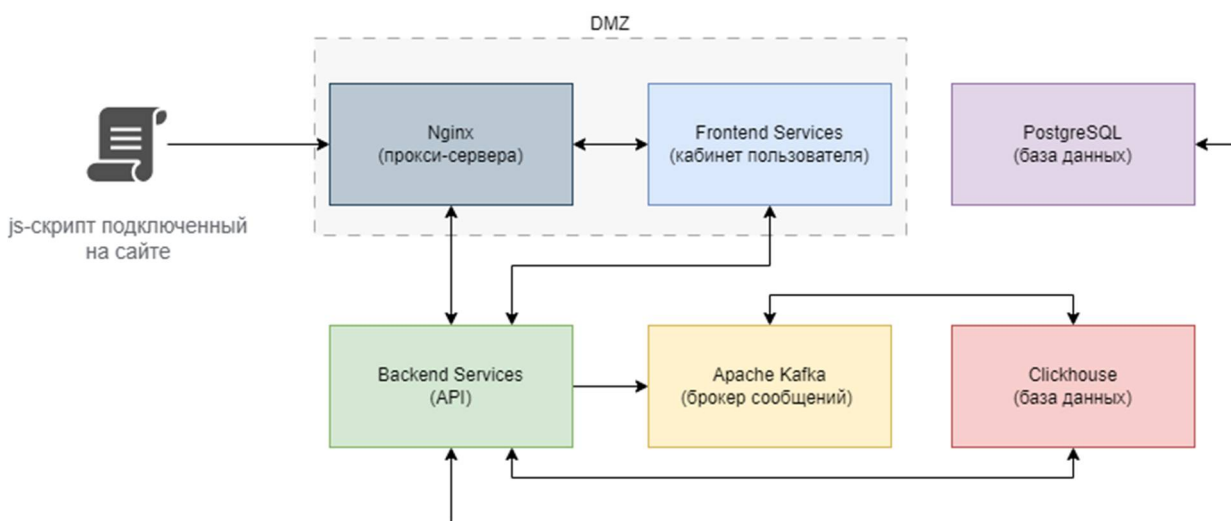 DMZ
Nginx
(прокси-сервера)
Frontend Services
(кабинет пользователя)
PostgreSQL
(база данных)
js-скрипт подключенный
на сайте
Backend Services
(API)
Apache Kafka
(брокер сообщений)
Clickhouse
(база данных)